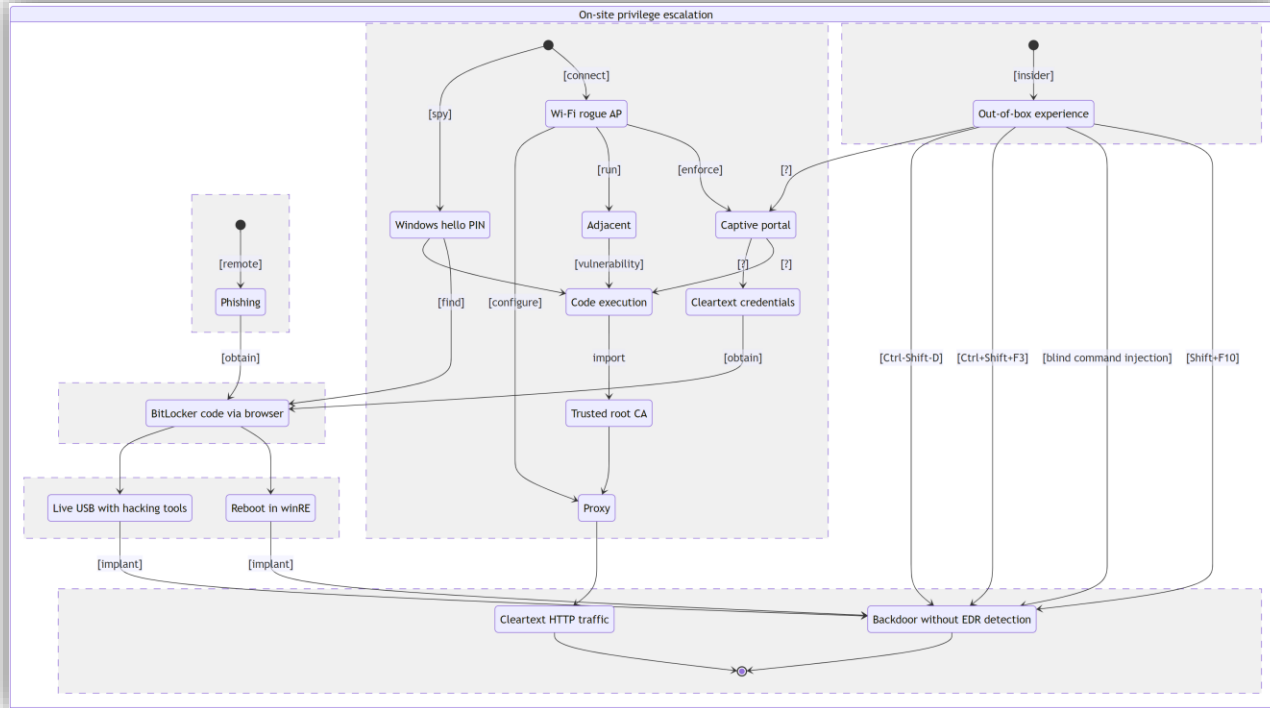 On-site privilege escalation
[connect]
[insider]
[spy]
Wi-Fi rogue AP
Out-of-box experience
[run]
[enforce]
[?]
Windows hello PIN
Adjacent
Captive portal
[remote]
[vulnerability]
[?]
[?]
Phishing
[find]
[configure]
Code execution
Cleartext credentials
[obtain]
import
[obtain]
[Ctrl-Shift-D]
[Ctrl+Shift+F3]
[blind command injection]
[Shift+F10]
BitLocker code via browser
Trusted root CA
Live USB with hacking tools
Reboot in winRE
Proxy
[implant]
[implant]
Cleartext HTTP traffic
Backdoor without EDR detection